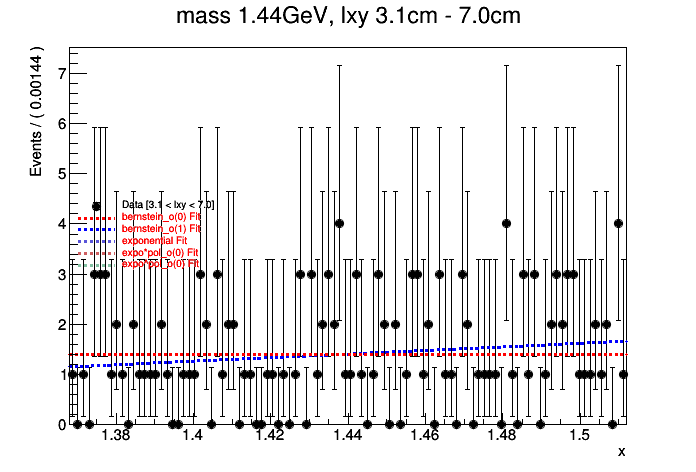 mass 1.44GeV, lxy 3.1cm - 7.0cm
Events / ( 0.00144 )
7
6
5
4
3
2
1
0
Data [3.1 < lxy < 7.0]
bernstein_o(0) Fit
bernstein_o(1) Fit
exponential Fit
expo*pol_o(0) Fit
expo*pol_o(0) Fit
1.38 1.4 1.42 1.44 1.46 1.48 1.5
x